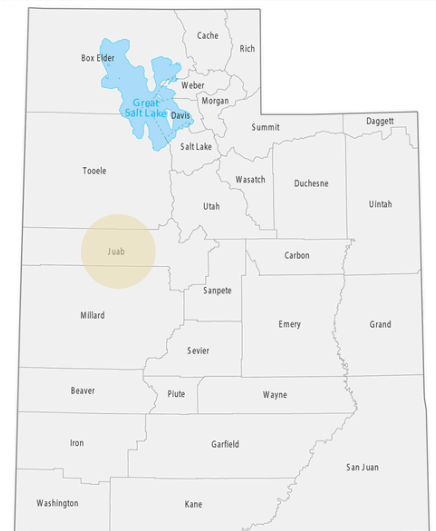 Cache
Rich
Box Elder
Weber
Great
Salt Lake
Morgan
Davis
Daggett
Summit
Salt Lake
Tooele
Wasatch
Duchesne
Uintah
Utah
Juab
Carbon
Sanpete
Millard
Emery
Grand
Sevier
Beaver
Piute
Wayne
Iron
Garfield
San Juan
Washington
Kane